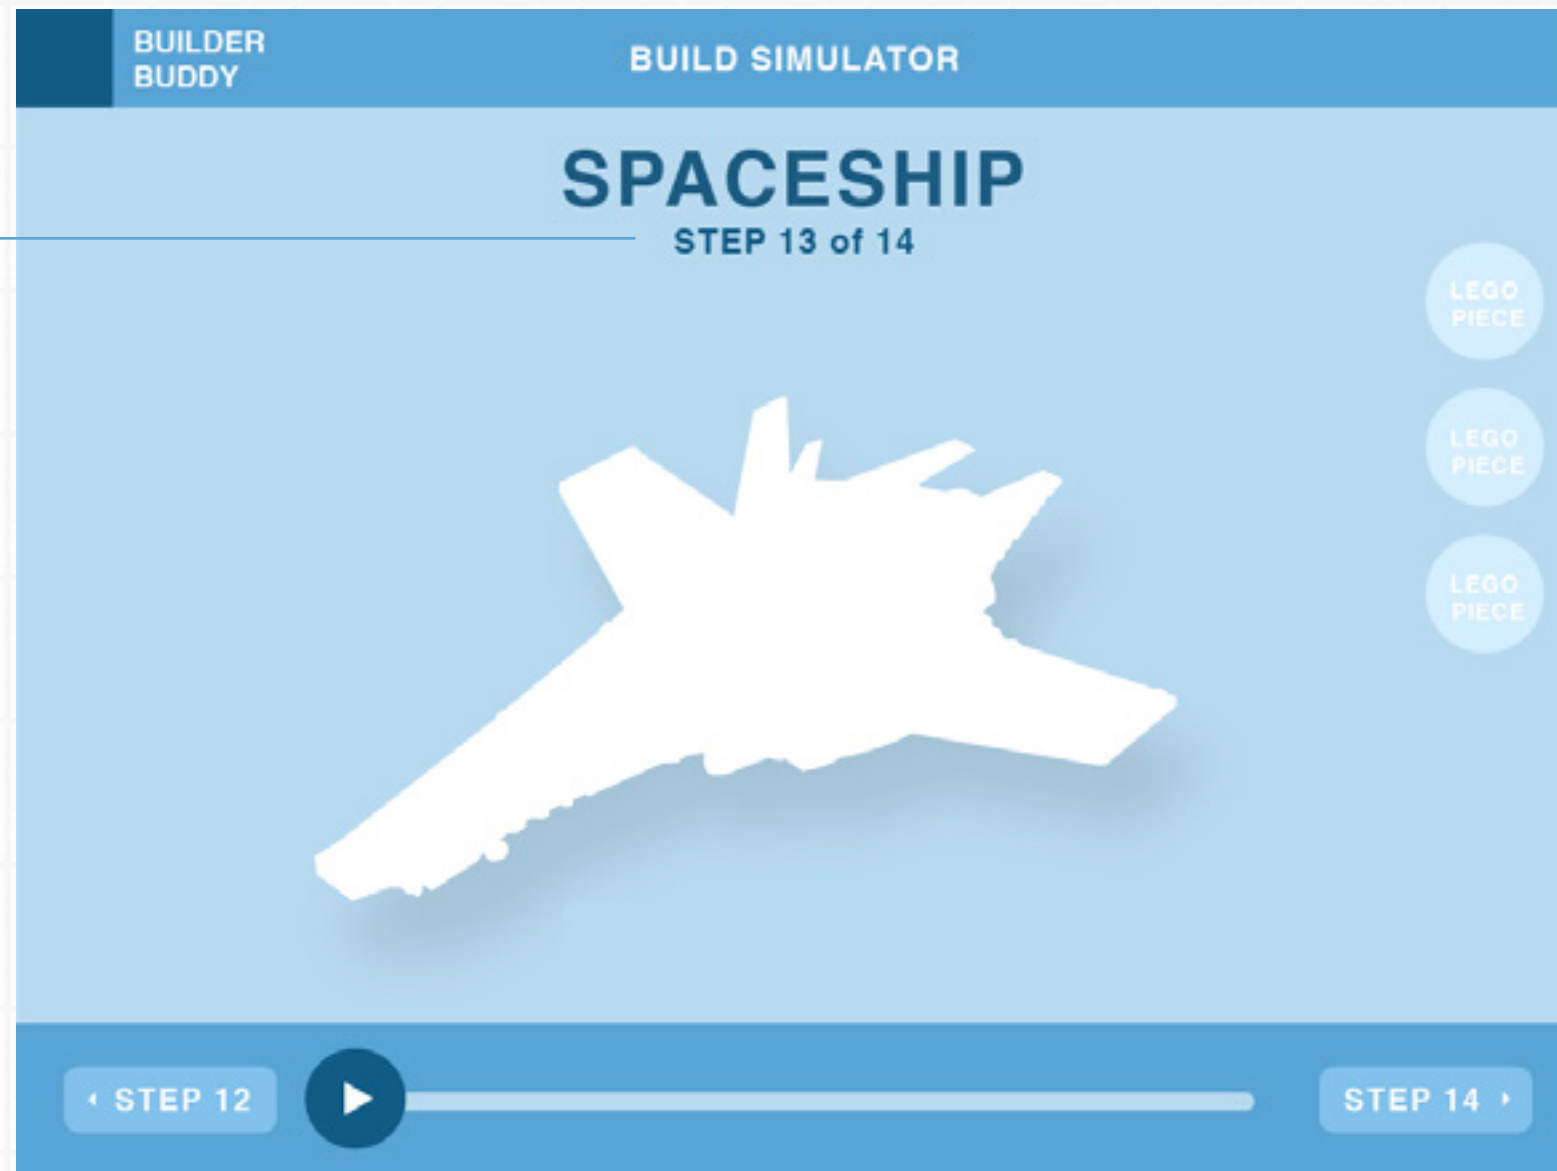 BUILDER
BUDDY
BUILD SIMULATOR
SPACESHIP
STEP 13 of 14
LEGO
PIECE
LEGO
PIECE
LEGO
PIECE
STEP 12
STEP 14